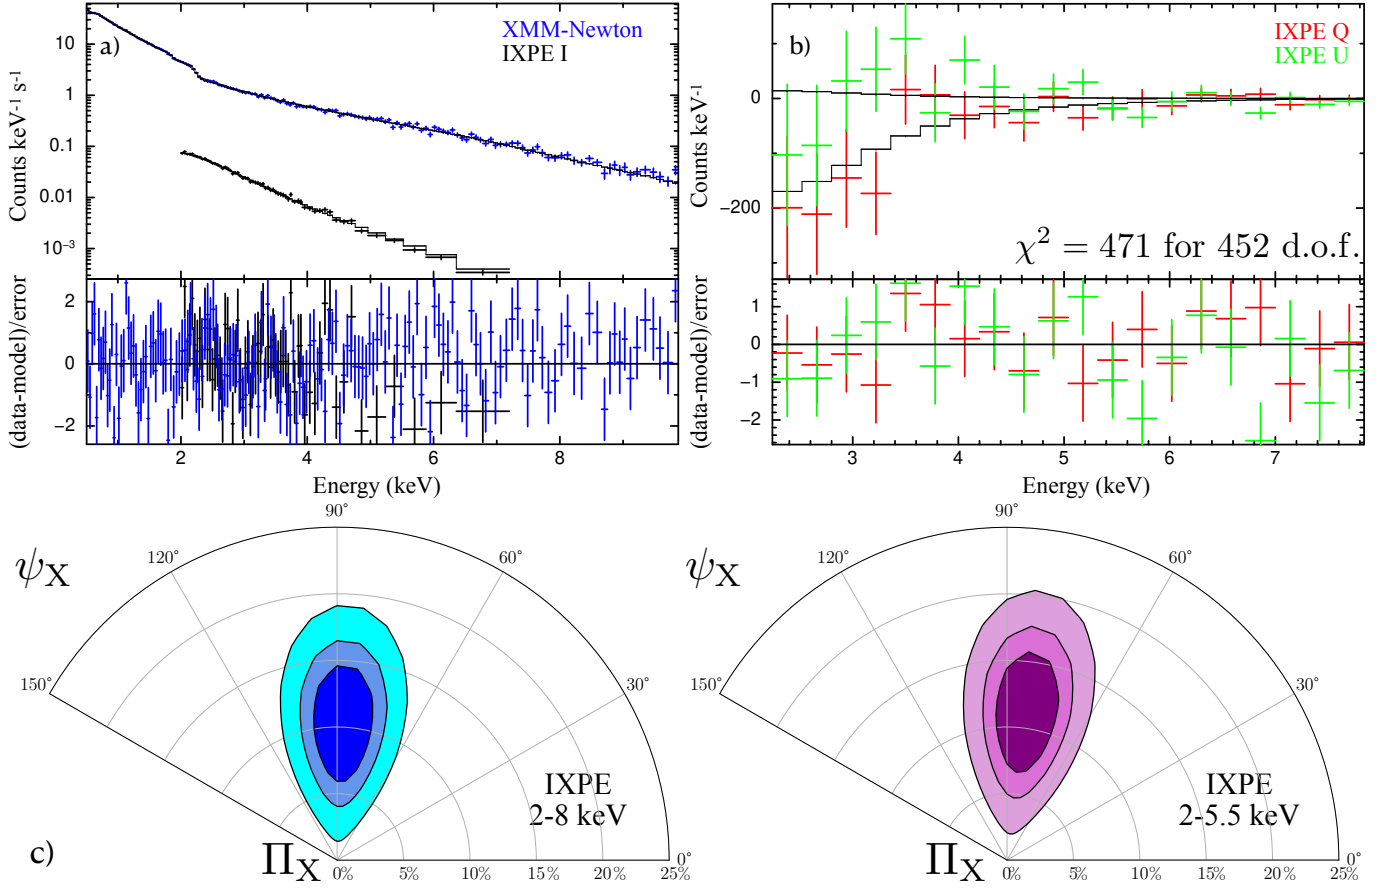 a)
XMM-Newton
IXPE I
10
1
0.1
0.01
10⁻³
Counts keV⁻¹ s⁻¹
2
0
−2
(data-model)/error
2
4
6
8
Energy (keV)
b)
IXPE Q
IXPE U
0
−200
Counts keV⁻¹
χ² = 471 for 452 d.o.f.
1
0
−1
−2
(data-model)/error
3
4
5
6
7
Energy (keV)
c)
ψX
90°
120°
60°
150°
30°
0°
IXPE
2-8 keV
ΠX
0%
5%
10%
15%
20%
25%
ψX
90°
120°
60°
150°
30°
0°
IXPE
2-5.5 keV
ΠX
0%
5%
10%
15%
20%
25%